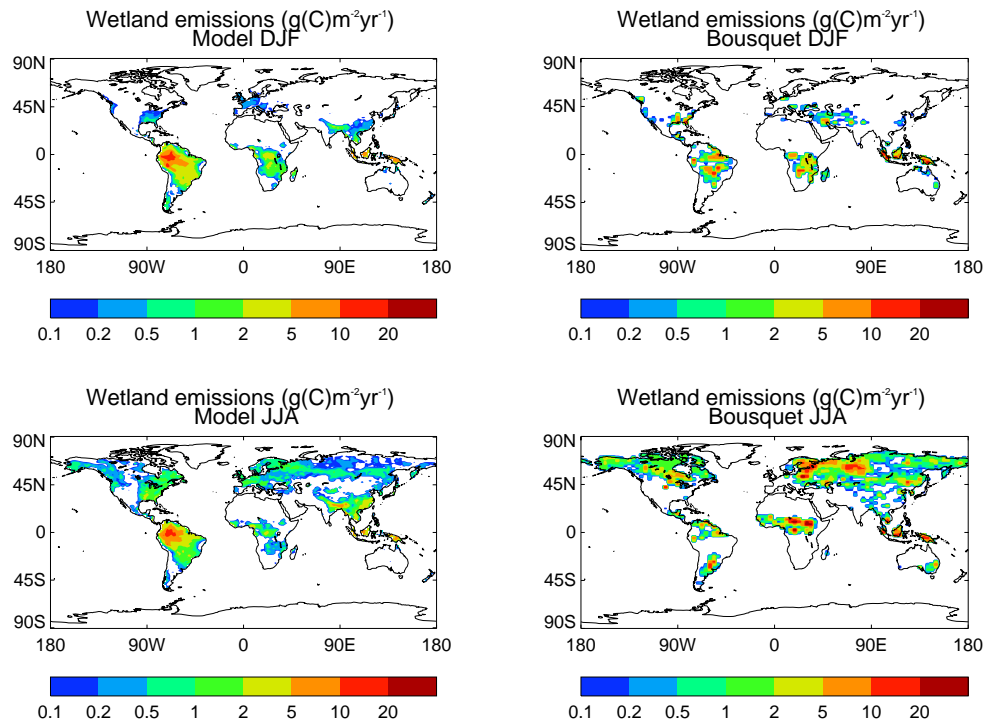 Wetland emissions (g(C)m⁻²yr⁻¹)
Model DJF
90N
45N
0
45S
90S
180 90W 0 90E 180
0.1 0.2 0.5 1 2 5 10 20
Wetland emissions (g(C)m⁻²yr⁻¹)
Bousquet DJF
90N
45N
0
45S
90S
180 90W 0 90E 180
0.1 0.2 0.5 1 2 5 10 20
Wetland emissions (g(C)m⁻²yr⁻¹)
Model JJA
90N
45N
0
45S
90S
180 90W 0 90E 180
0.1 0.2 0.5 1 2 5 10 20
Wetland emissions (g(C)m⁻²yr⁻¹)
Bousquet JJA
90N
45N
0
45S
90S
180 90W 0 90E 180
0.1 0.2 0.5 1 2 5 10 20